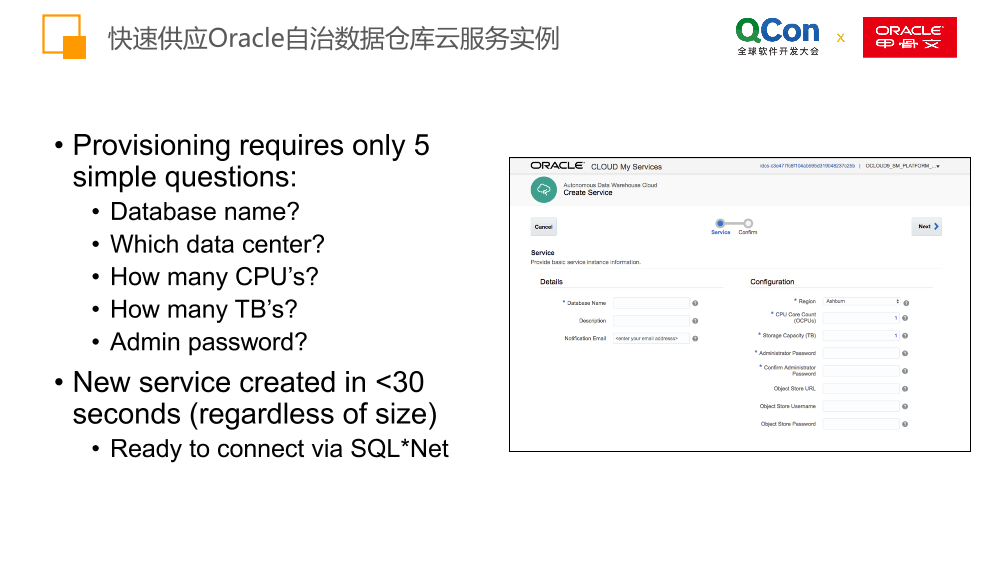 快速供应Oracle自治数据仓库云服务实例
QCon
全球软件开发大会
x
ORACLE
甲骨文
• Provisioning requires only 5
simple questions:
• Database name?
• Which data center?
• How many CPU's?
• How many TB's?
• Admin password?
• New service created in <30
seconds (regardless of size)
• Ready to connect via SQL*Net
ORACLE CLOUD My Services
OCLOUD9_SM_PLATFORM_...
Autonomous Data Warehouse Cloud
Create Service
Cancel
Service
Confirm
Next
Service
Provide basic service instance information.
Details
* Database Name
Description
Notification Email
<enter your email address>
Configuration
* Region
Ashburn
* CPU Core Count
(OCPUs)
1
* Storage Capacity (TB)
1
* Administrator Password
* Confirm Administrator
Password
Object Store URL
Object Store Username
Object Store Password